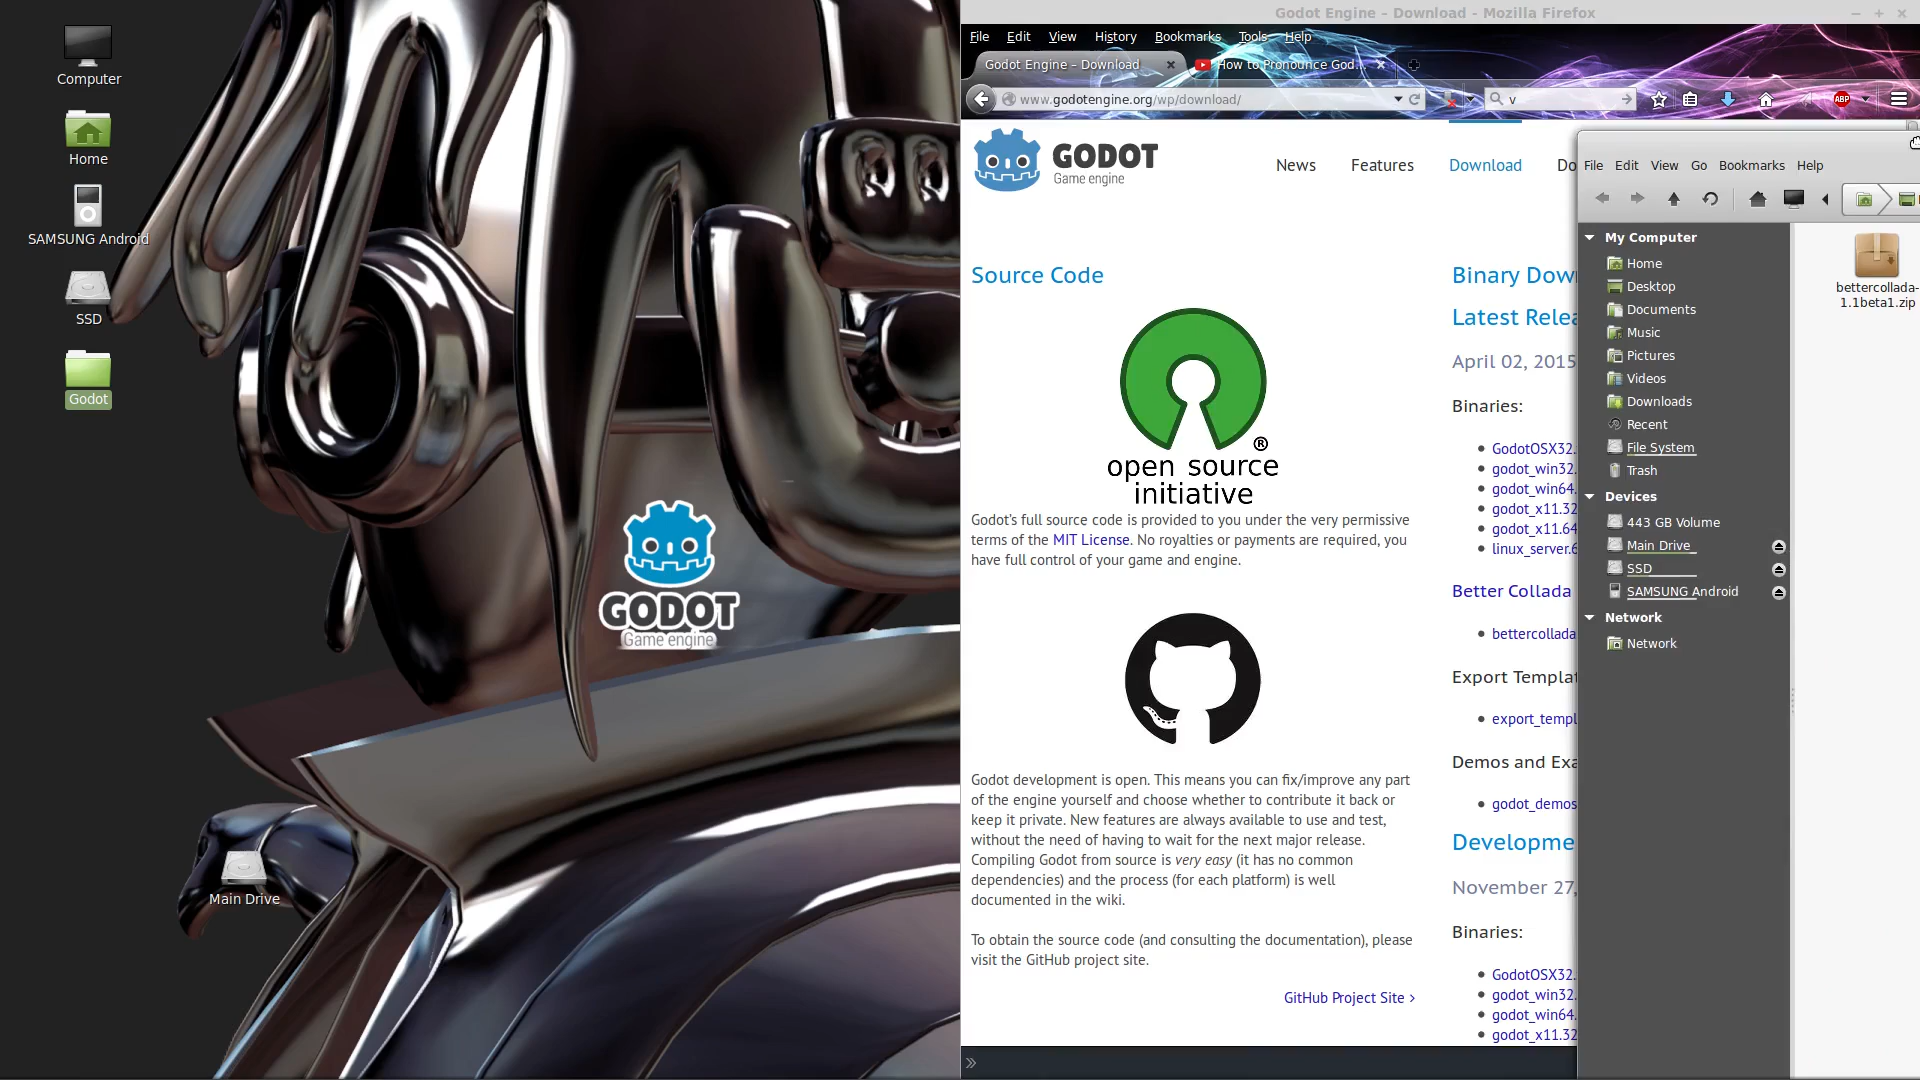 Computer
Home
SAMSUNG Android
SSD
Godot
Main Drive
GODOT
Game engine
Godot Engine - Download - Mozilla Firefox
File Edit View History Bookmarks Tools Help
Godot Engine - Download
How to Pronounce God...
www.godotengine.org/wp/download/
v
ABP
GODOT
Game engine
News Features Download Do
Source Code
open source
initiative
®
Godot's full source code is provided to you under the very permissive
terms of the MIT License. No royalties or payments are required, you
have full control of your game and engine.
Godot development is open. This means you can fix/improve any part
of the engine yourself and choose whether to contribute it back or
keep it private. New features are always available to use and test,
without the need of having to wait for the next major release.
Compiling Godot from source is very easy (it has no common
dependencies) and the process (for each platform) is well
documented in the wiki.
To obtain the source code (and consulting the documentation), please
visit the GitHub project site.
GitHub Project Site >
Binary Dow
Latest Relea
April 02, 2015
Binaries:
GodotOSX32.
godot_win32.
godot_win64.
godot_x11.32
godot_x11.64
linux_server.6
Better Collada
bettercollada
Export Templat
export_templ
Demos and Exa
godot_demos
Developme
November 27,
Binaries:
GodotOSX32.
godot_win32.
godot_win64.
godot_x11.32
File Edit View Go Bookmarks Help
My Computer
Home
Desktop
Documents
Music
Pictures
Videos
Downloads
Recent
File System
Trash
Devices
443 GB Volume
Main Drive
SSD
SAMSUNG Android
Network
Network
bettercollada-
1.1beta1.zip